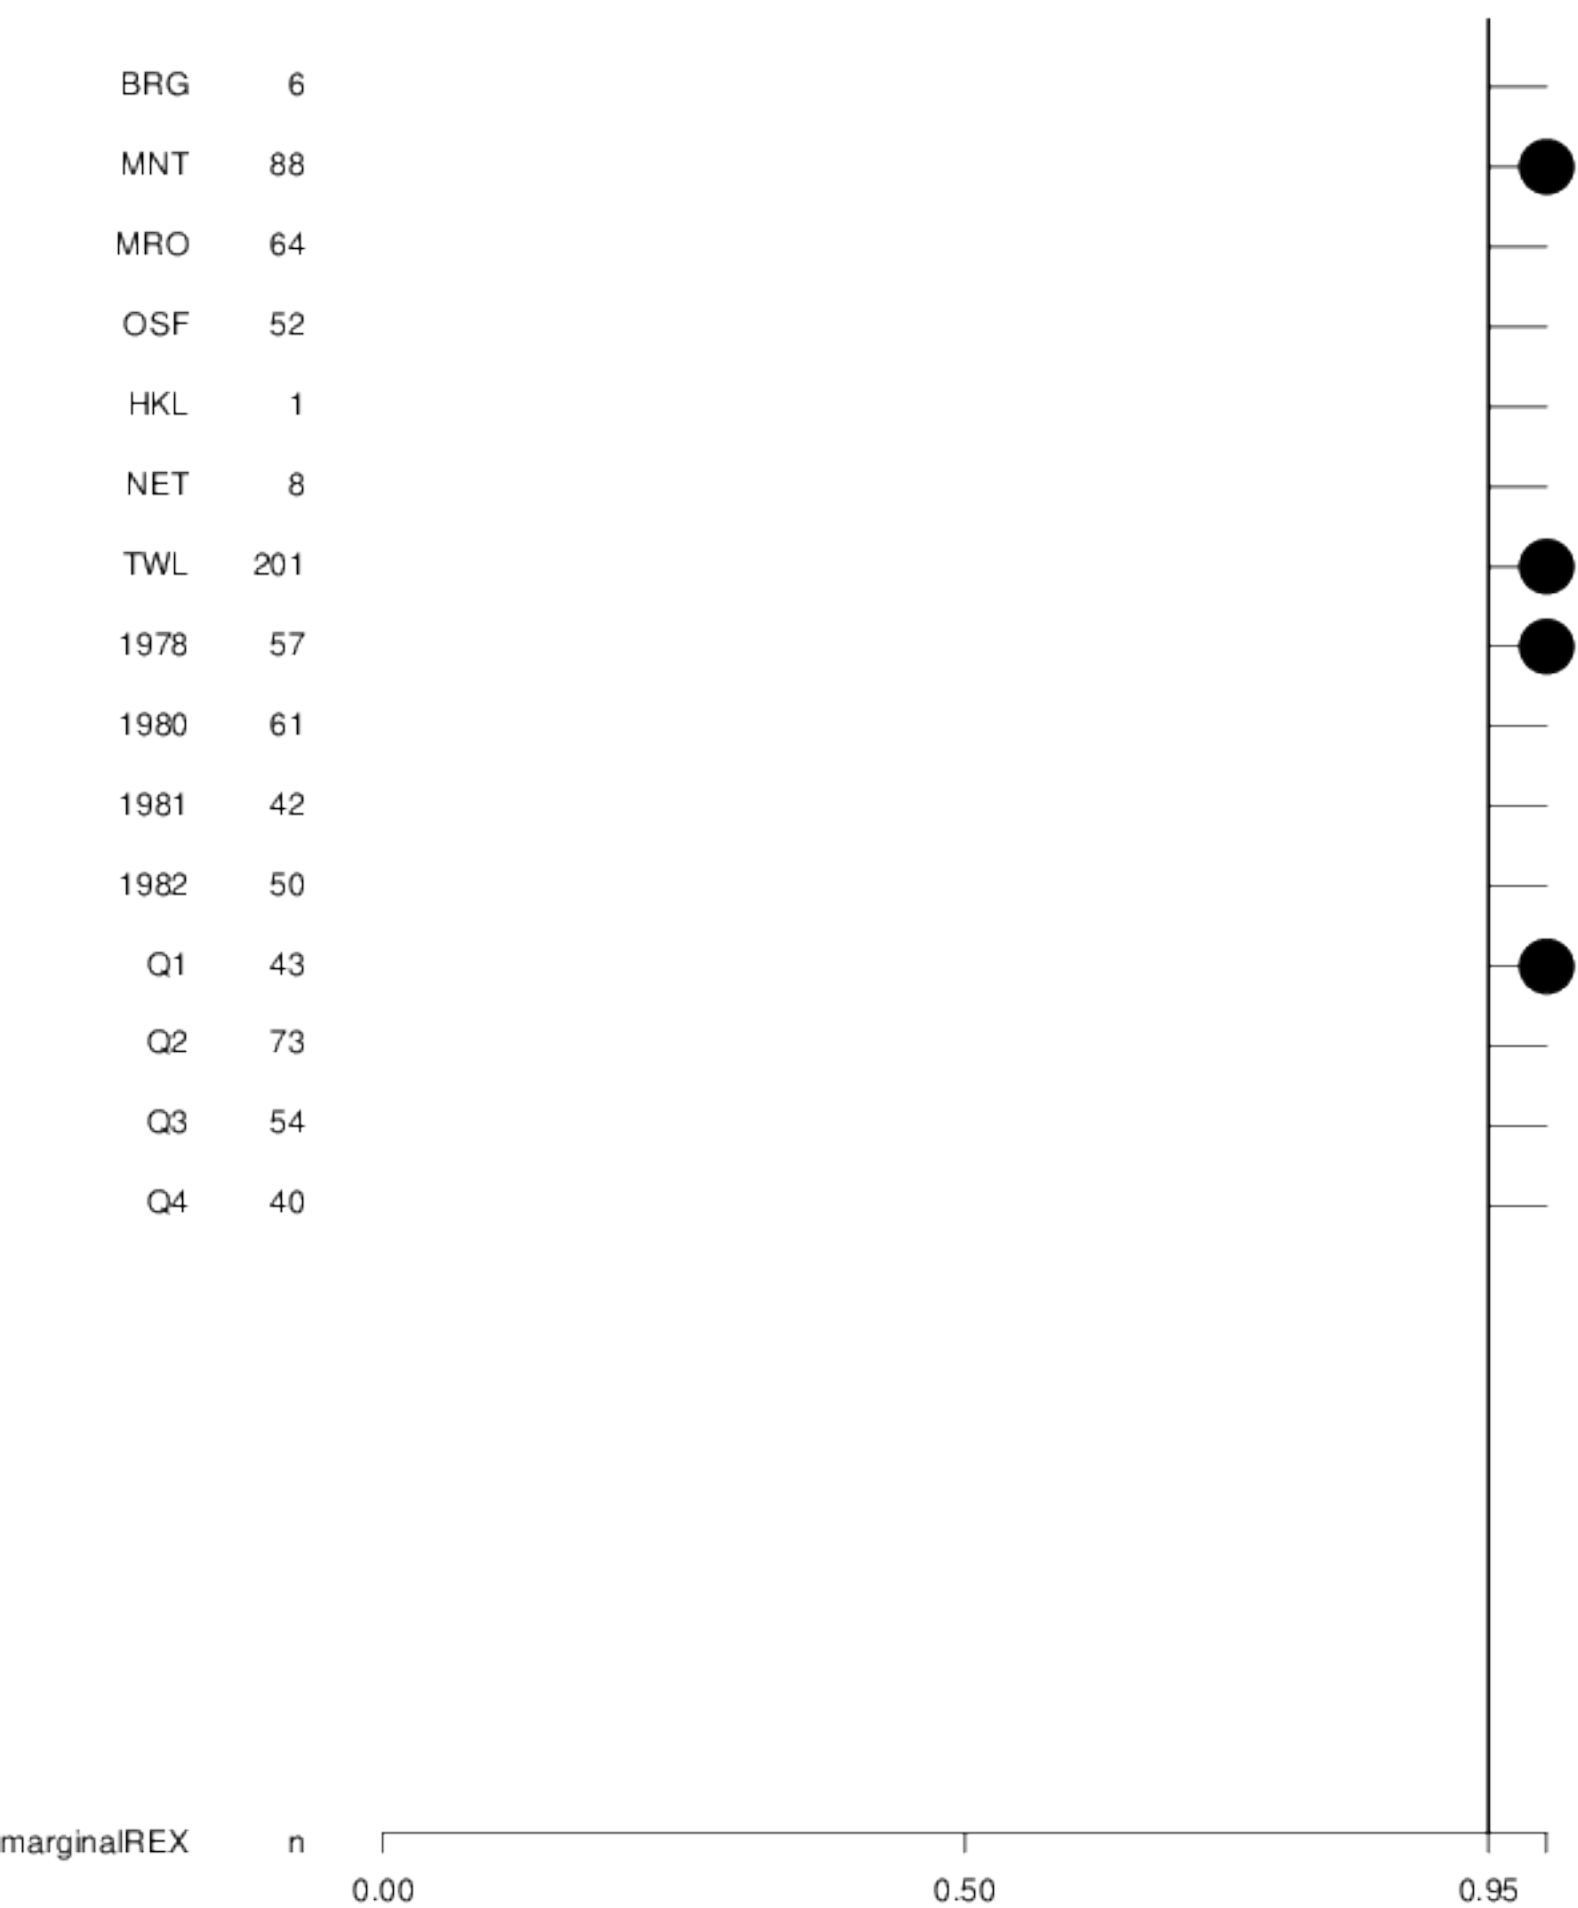 BRG 6
MNT 88
MRO 64
OSF 52
HKL 1
NET 8
TWL 201
1978 57
1980 61
1981 42
1982 50
Q1 43
Q2 73
Q3 54
Q4 40
marginalREX n
0.00 0.50 0.95